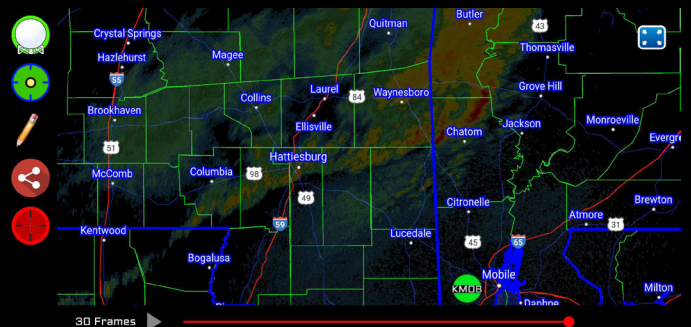 Quitman
Butler
43
Crystal Springs
Thomasville
Hazlehurst
Magee
55
Laurel
84
Waynesboro
Grove Hill
Collins
Brookhaven
Ellisville
Jackson
Monroeville
Chatom
Evergre
51
Hattiesburg
McComb
Columbia
98
49
Citronelle
Brewton
Atmore
59
31
Kentwood
Lucedale
45
65
Bogalusa
Mobile
KMOB
Milton
Daphne
30 Frames